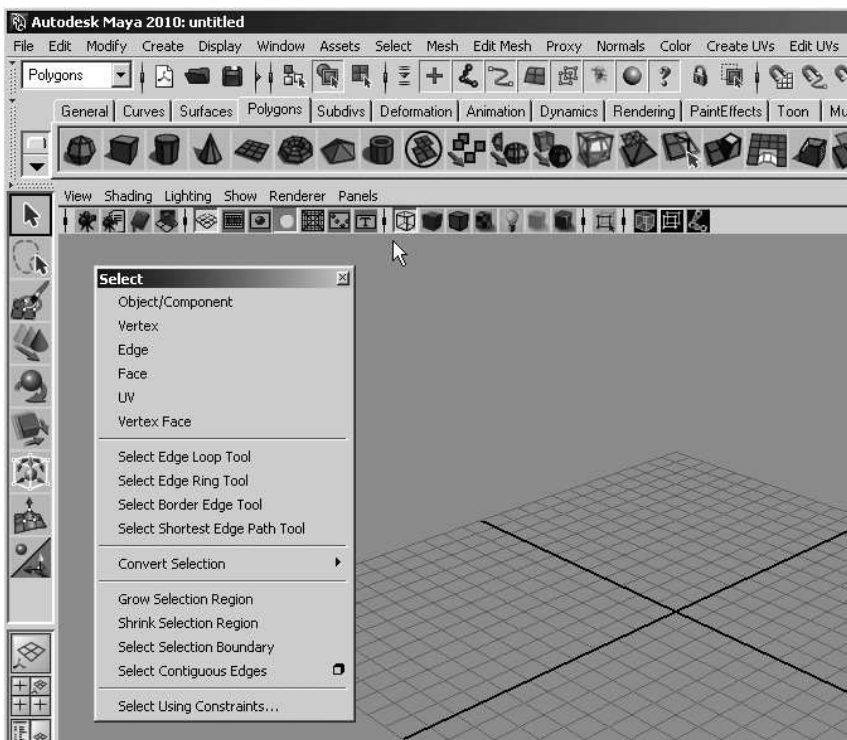 Autodesk Maya 2010: untitled
File Edit Modify Create Display Window Assets Select Mesh Edit Mesh Proxy Normals Color Create UVs Edit UVs
Polygons
General Curves Surfaces Polygons Subdivs Deformation Animation Dynamics Rendering PaintEffects Toon Mu
View Shading Lighting Show Renderer Panels
Select
Object/Component
Vertex
Edge
Face
UV
Vertex Face
Select Edge Loop Tool
Select Edge Ring Tool
Select Border Edge Tool
Select Shortest Edge Path Tool
Convert Selection
Grow Selection Region
Shrink Selection Region
Select Selection Boundary
Select Contiguous Edges
Select Using Constraints...